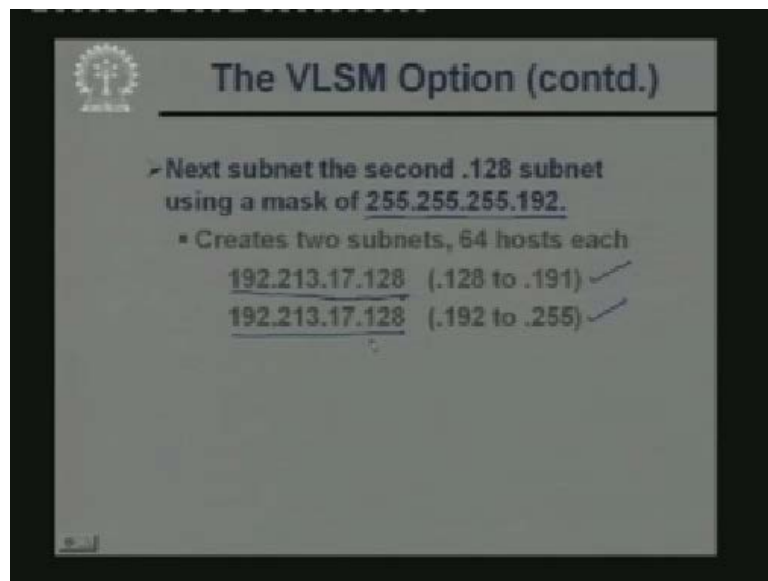 The VLSM Option (contd.)
➢Next subnet the second .128 subnet
using a mask of 255.255.255.192.
▪ Creates two subnets, 64 hosts each
192.213.17.128 (.128 to .191)
192.213.17.128 (.192 to .255)